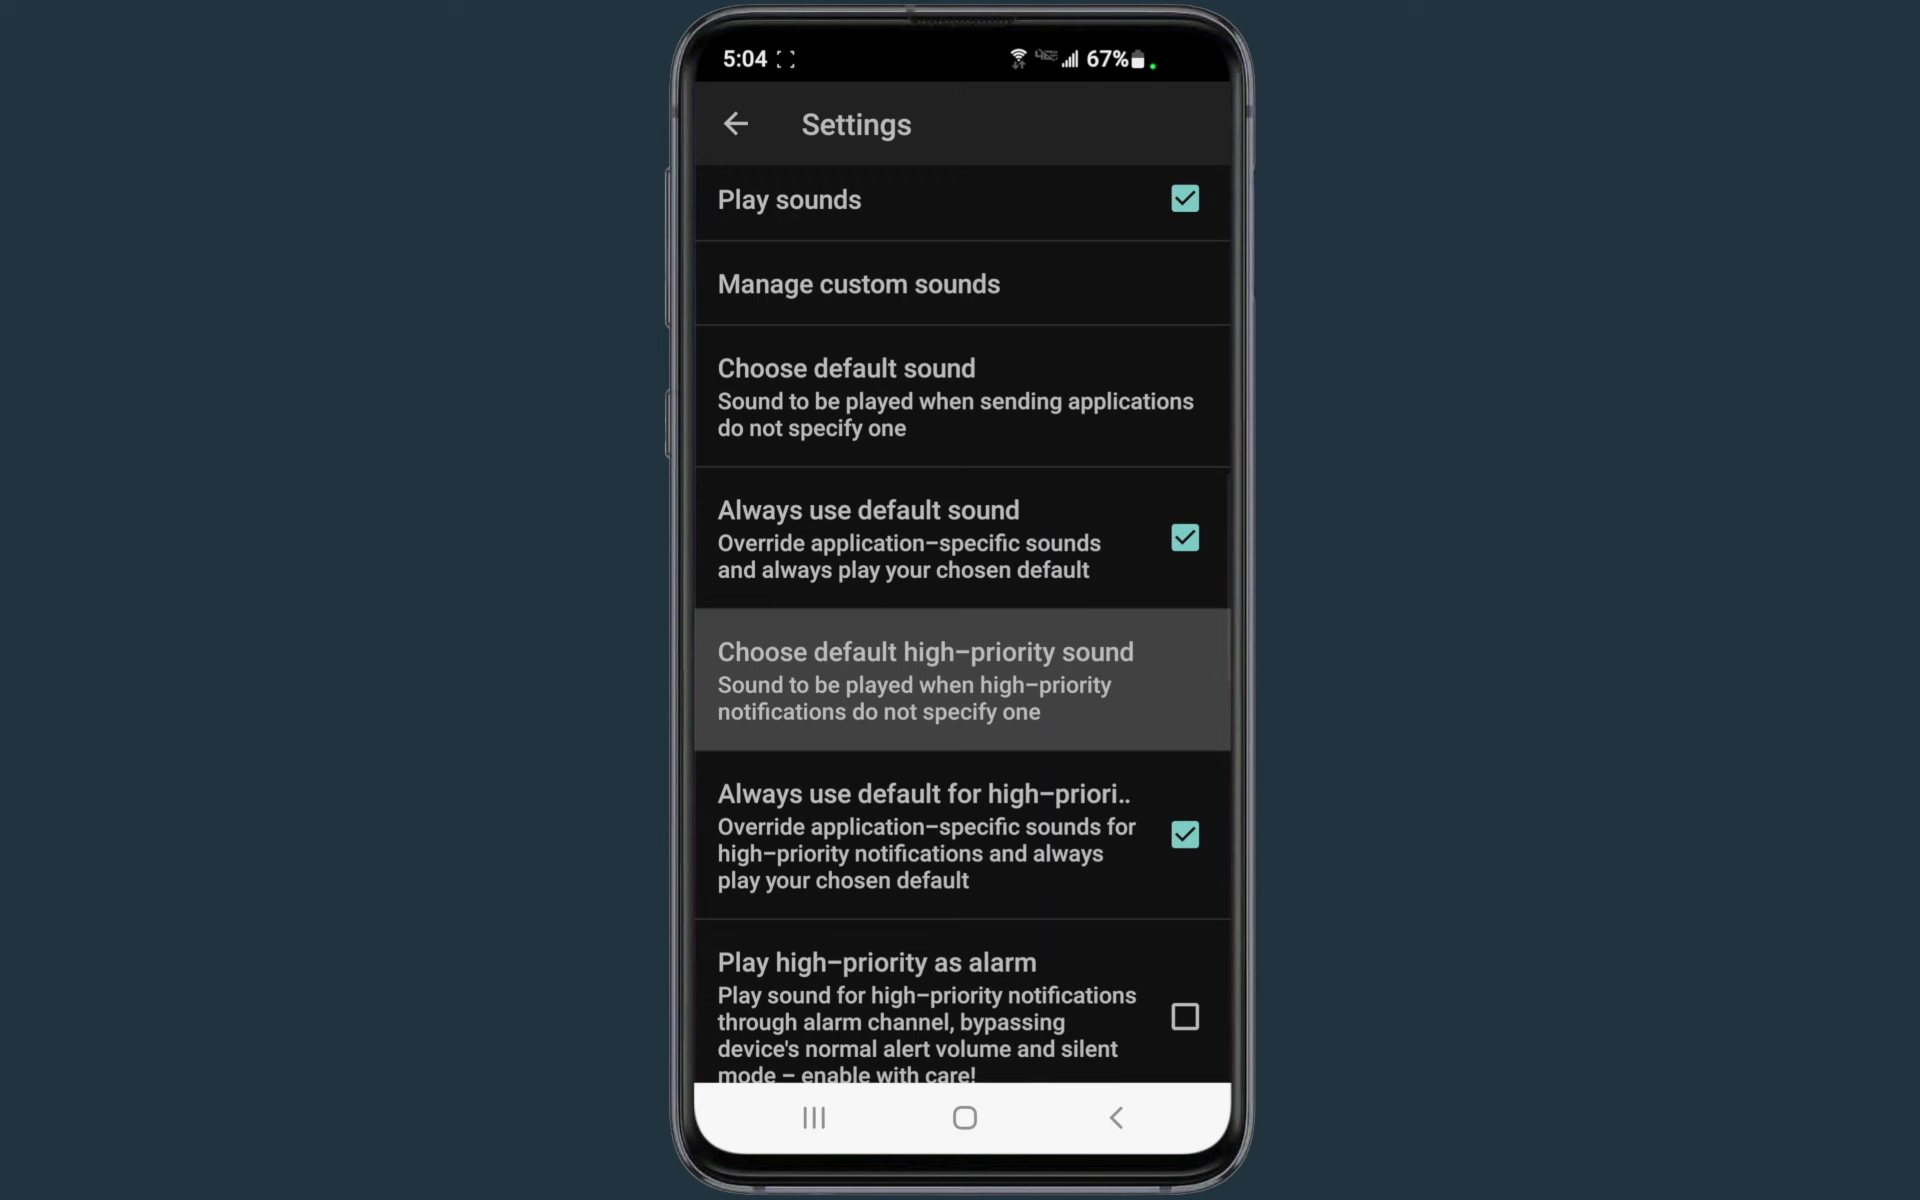 5:04 67%
Settings
Play sounds
Manage custom sounds
Choose default sound
Sound to be played when sending applications
do not specify one
Always use default sound
Override application-specific sounds
and always play your chosen default
Choose default high-priority sound
Sound to be played when high-priority
notifications do not specify one
Always use default for high-priori..
Override application-specific sounds for
high-priority notifications and always
play your chosen default
Play high-priority as alarm
Play sound for high-priority notifications
through alarm channel, bypassing
device's normal alert volume and silent
mode – enable with care!